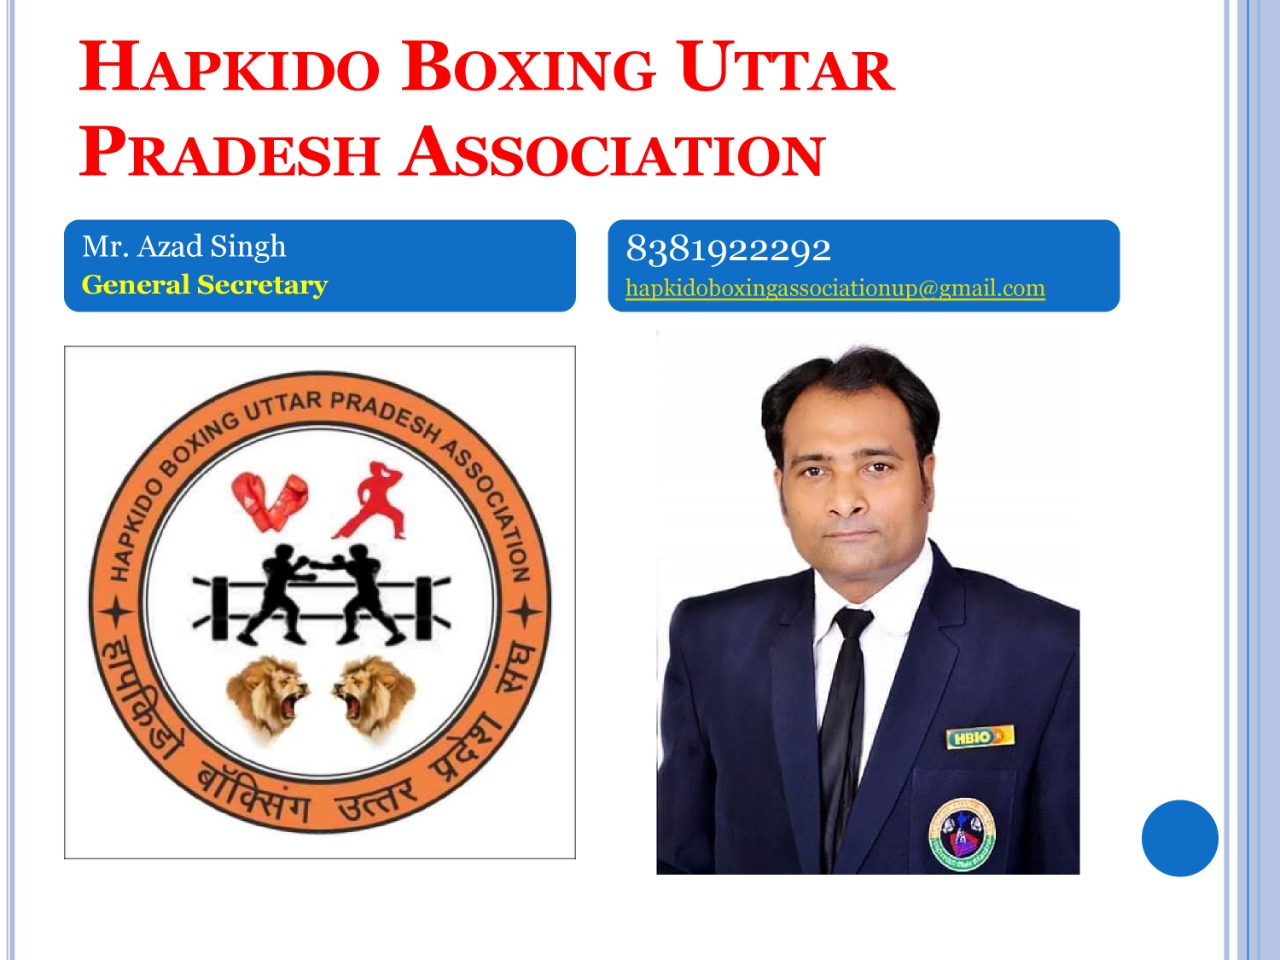 Hapkido Boxing Uttar
Pradesh Association
Mr. Azad Singh
General Secretary
8381922292
hapkidoboxingassociationup@gmail.com
HAPKIDO BOXING UTTAR PRADESH ASSOCIATION
हापकिडो बॉक्सिंग उत्तर प्रदेश संघ
HBIO